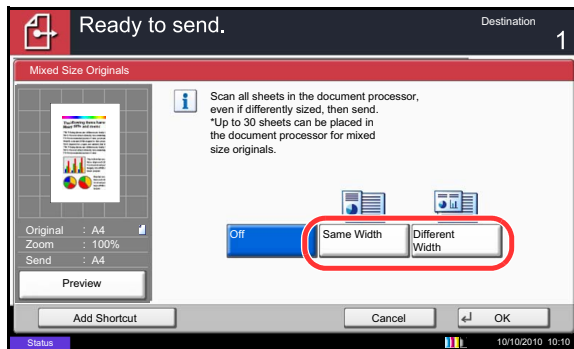 Ready to send.
Destination
1
Mixed Size Originals
Scan all sheets in the document processor,
even if differently sized, then send.
*Up to 30 sheets can be placed in
the document processor for mixed
size originals.
Original : A4
Zoom : 100%
Send : A4
Preview
Off
Same Width
Different
Width
Add Shortcut
Cancel
OK
Status
10/10/2010 10:10